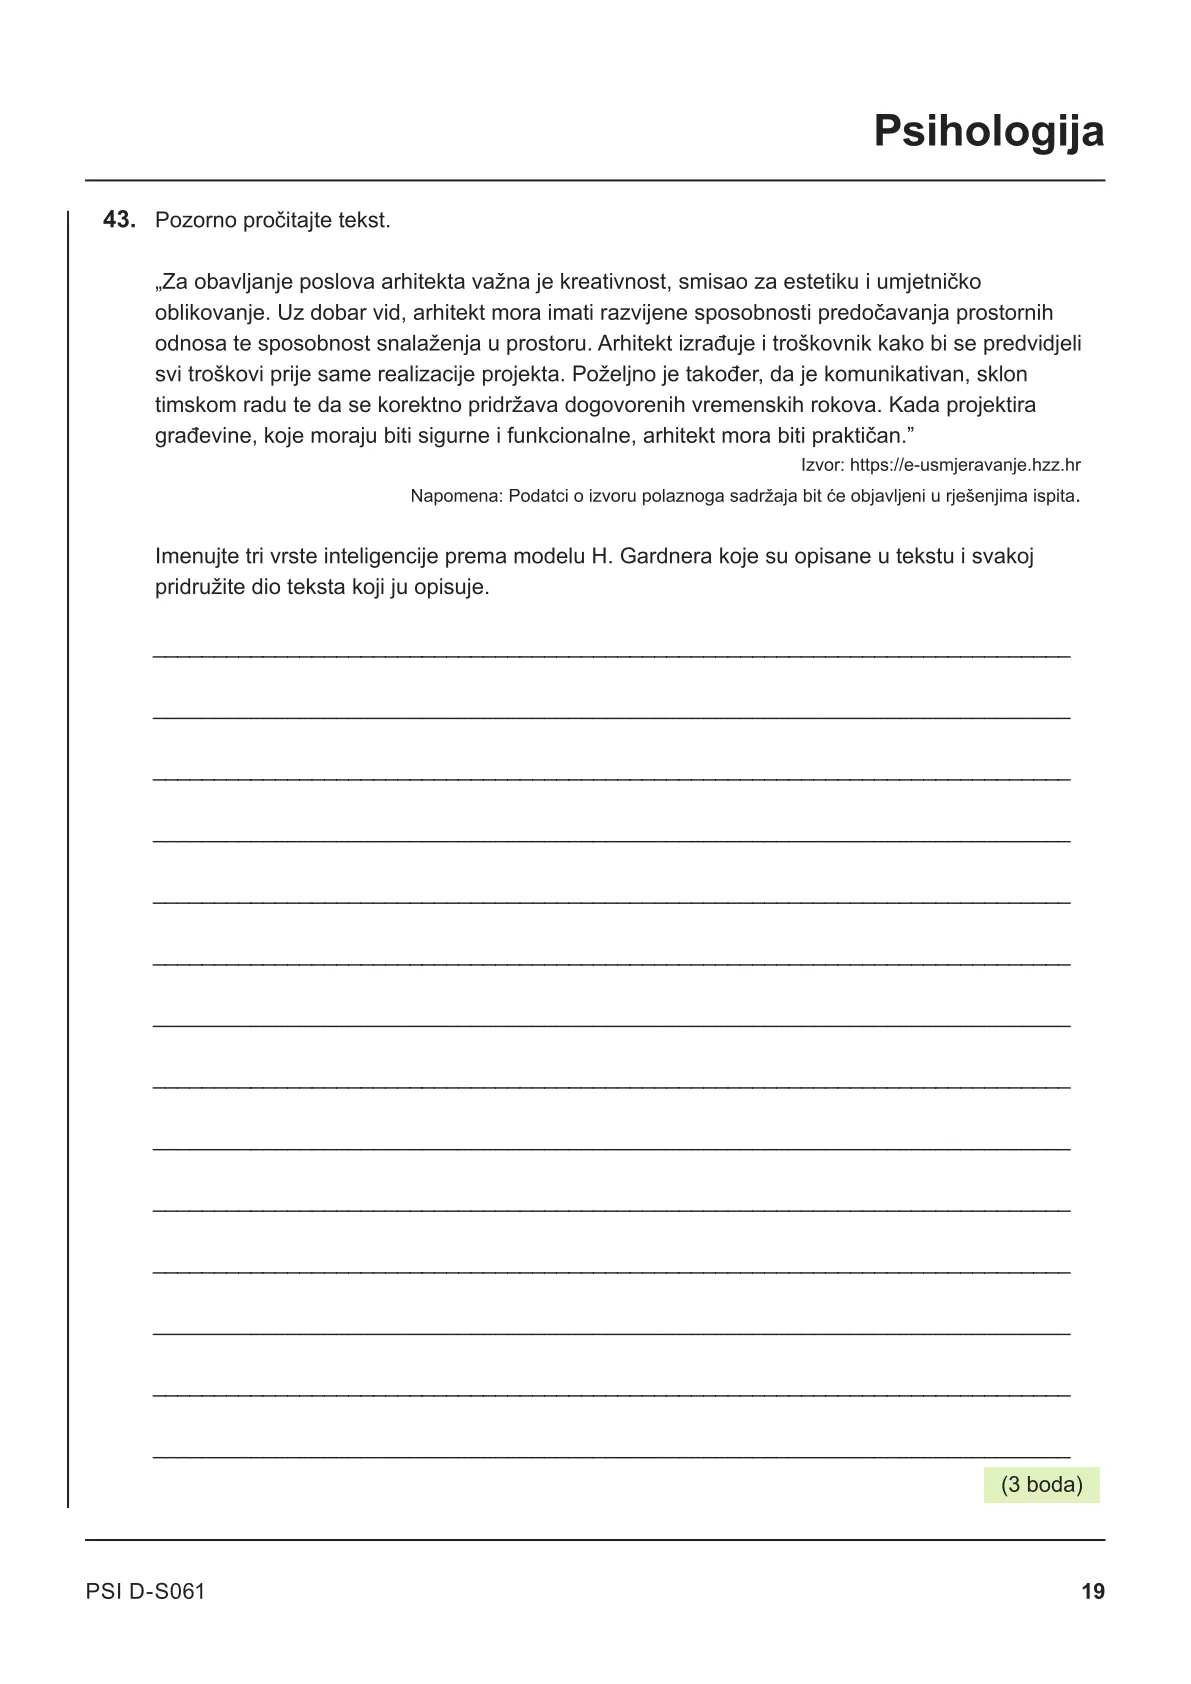 Psihologija
43. Pozorno pročitajte tekst.
„Za obavljanje poslova arhitekta važna je kreativnost, smisao za estetiku i umjetničko
oblikovanje. Uz dobar vid, arhitekt mora imati razvijene sposobnosti predočavanja prostornih
odnosa te sposobnost snalaženja u prostoru. Arhitekt izrađuje i troškovnik kako bi se predvidjeli
svi troškovi prije same realizacije projekta. Poželjno je također, da je komunikativan, sklon
timskom radu te da se korektno pridržava dogovorenih vremenskih rokova. Kada projektira
građevine, koje moraju biti sigurne i funkcionalne, arhitekt mora biti praktičan.”
Izvor: https://e-usmjeravanje.hzz.hr
Napomena: Podatci o izvoru polaznoga sadržaja bit će objavljeni u rješenjima ispita.
Imenujte tri vrste inteligencije prema modelu H. Gardnera koje su opisane u tekstu i svakoj
pridružite dio teksta koji ju opisuje.
(3 boda)
PSI D-S061
19